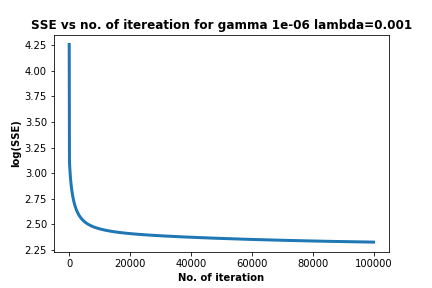 SSE vs no. of itereation for gamma 1e-06 lambda=0.001
4.25
4.00
3.75
3.50
3.25
3.00
2.75
2.50
2.25
log(SSE)
0 20000 40000 60000 80000 100000
No. of iteration